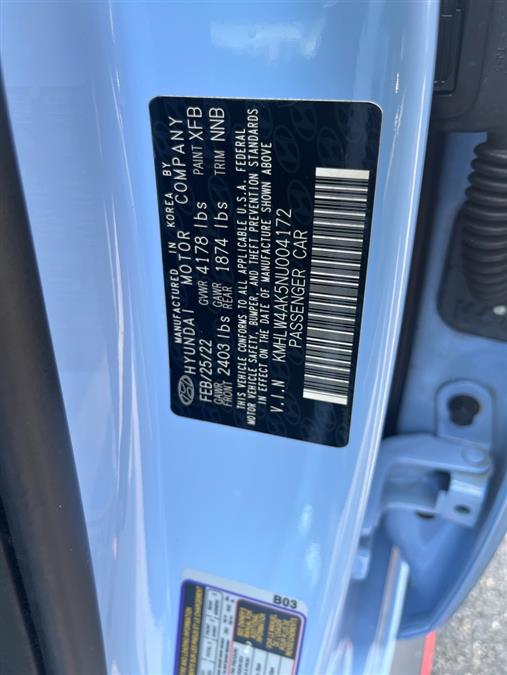 MANUFACTURED IN KOREA BY
HYUNDAI MOTOR COMPANY
FEB/25/22 GVWR 4178 lbs PAINT XFB
GAWR FRONT 2403 lbs GAWR REAR 1874 lbs TRIM NNB
THIS VEHICLE CONFORMS TO ALL APPLICABLE U.S.A. FEDERAL
MOTOR VEHICLE SAFETY, BUMPER, AND THEFT PREVENTION STANDARDS
IN EFFECT ON THE DATE OF MANUFACTURE SHOWN ABOVE
V.I.N KMHLW4AK5NU004172
PASSENGER CAR
B03